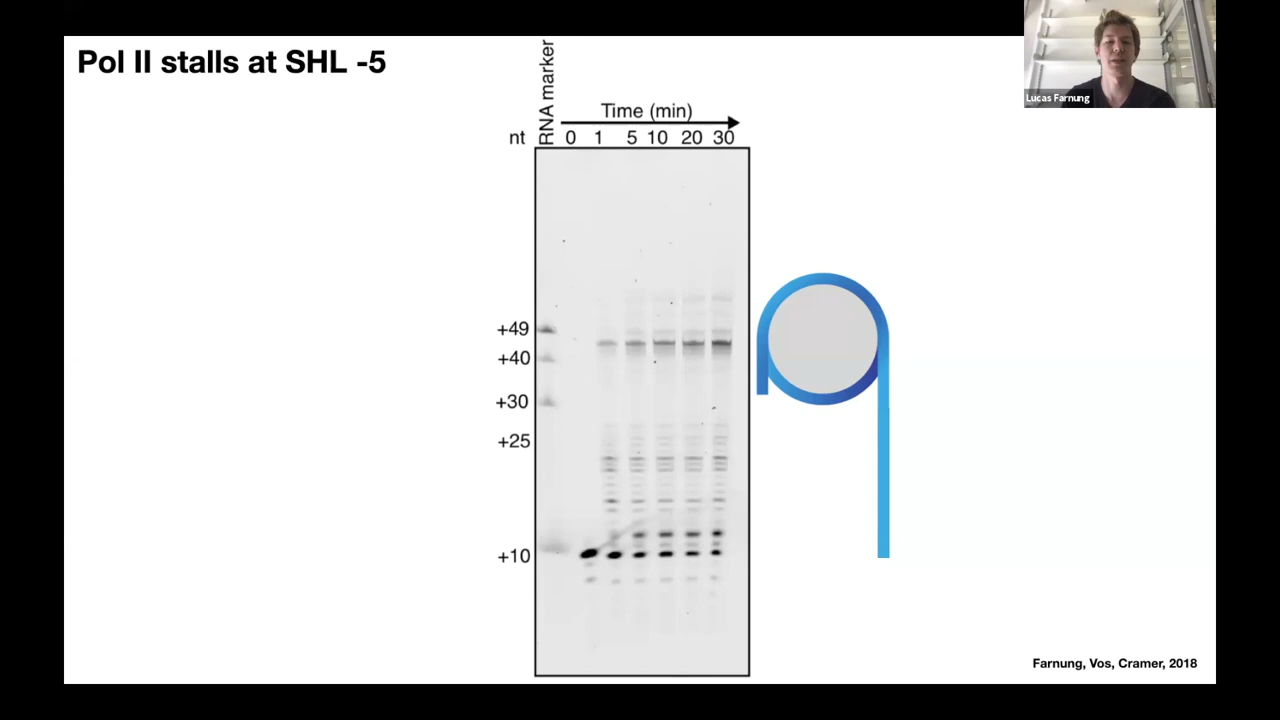 Pol II stalls at SHL -5
Lucas Farnung
RNA marker
Time (min)
nt
0 1 5 10 20 30
+49
+40
+30
+25
+10
Farnung, Vos, Cramer, 2018